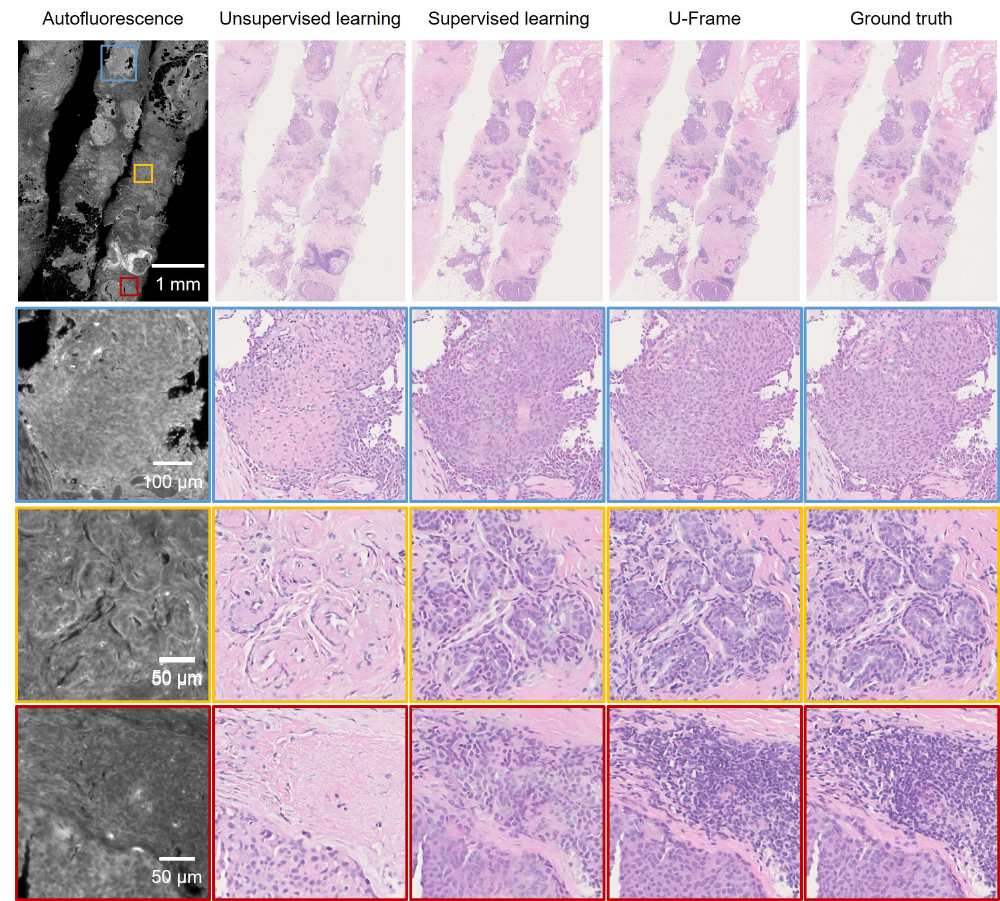 Autofluorescence Unsupervised learning Supervised learning U-Frame Ground truth
1 mm
100 µm
50 µm
50 µm